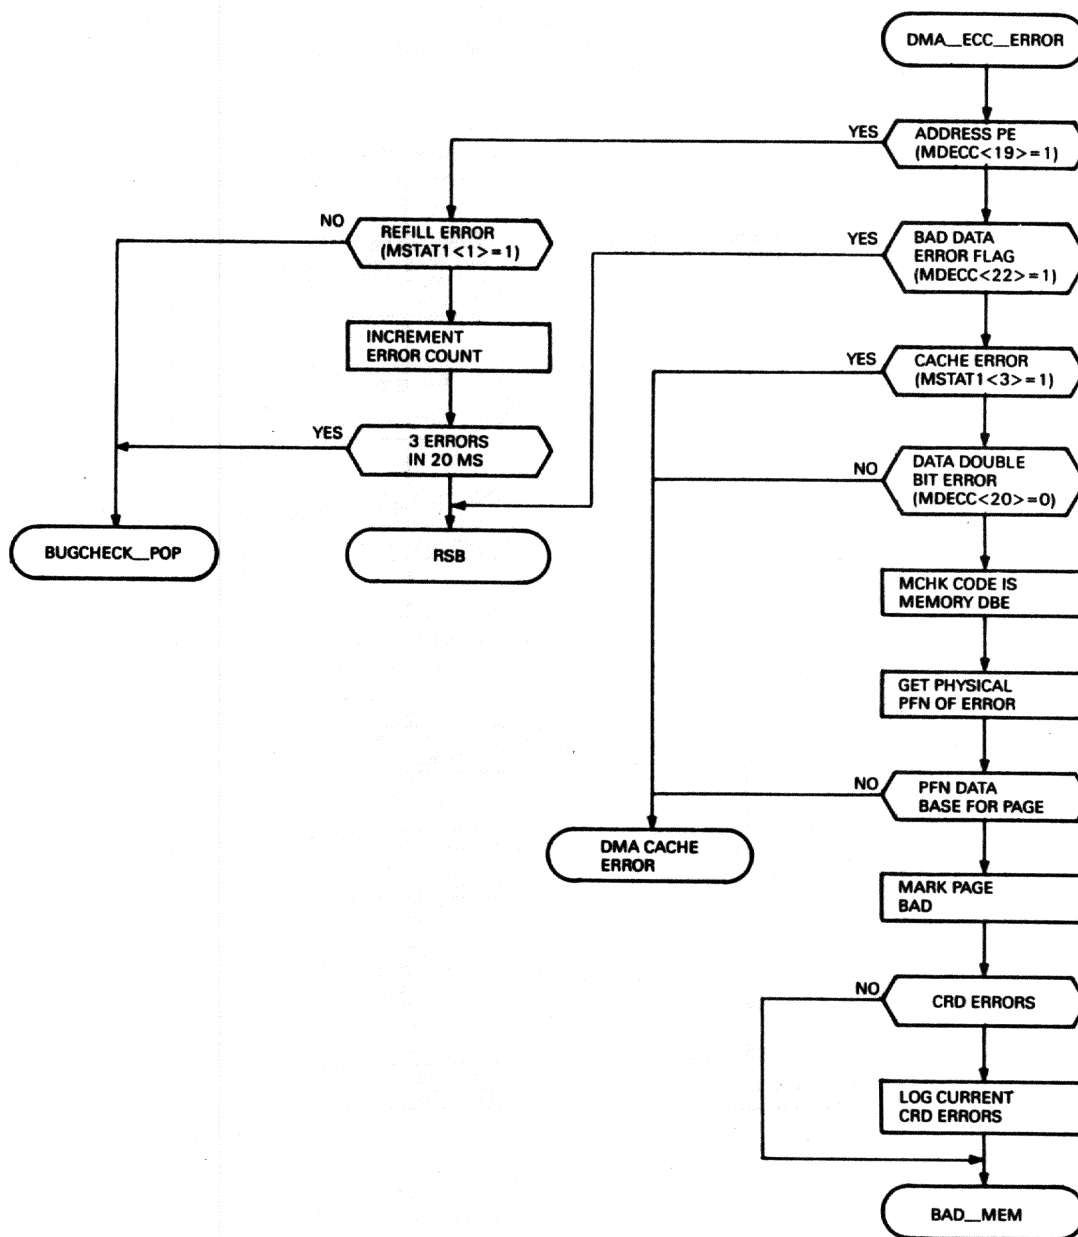 DMA__ECC__ERROR
YES
ADDRESS PE
(MDECC<19>=1)
NO
REFILL ERROR
(MSTAT1<1>=1)
YES
BAD DATA
ERROR FLAG
(MDECC<22>=1)
INCREMENT
ERROR COUNT
YES
CACHE ERROR
(MSTAT1<3>=1)
YES
3 ERRORS
IN 20 MS
NO
DATA DOUBLE
BIT ERROR
(MDECC<20>=0)
BUGCHECK__POP
RSB
MCHK CODE IS
MEMORY DBE
GET PHYSICAL
PFN OF ERROR
NO
PFN DATA
BASE FOR PAGE
DMA CACHE
ERROR
MARK PAGE
BAD
NO
CRD ERRORS
LOG CURRENT
CRD ERRORS
BAD__MEM